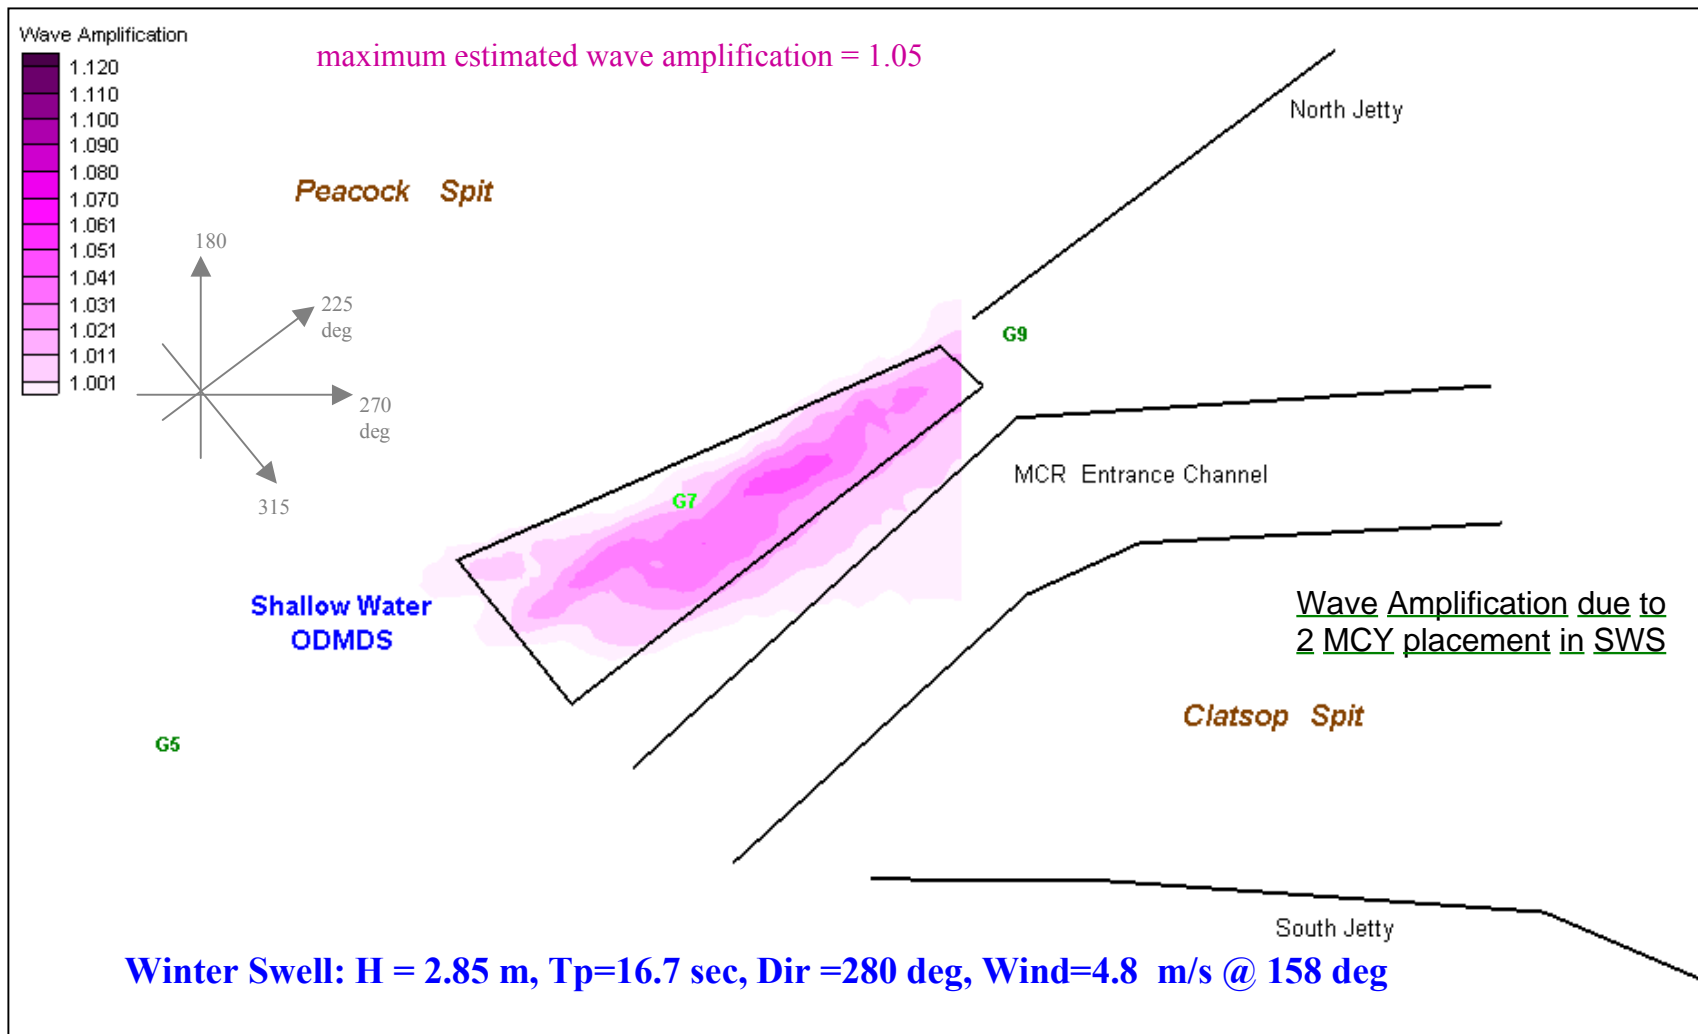 Wave Amplification
maximum estimated wave amplification = 1.05
1.120
1.110
1.100
1.090
1.080
1.070
1.061
1.051
1.041
1.031
1.021
1.011
1.001
North Jetty
Peacock Spit
180
225
deg
270
deg
315
G9
MCR Entrance Channel
G7
Shallow Water
ODMDS
Wave Amplification due to
2 MCY placement in SWS
Clatsop Spit
G5
South Jetty
Winter Swell: H = 2.85 m, Tp=16.7 sec, Dir =280 deg, Wind=4.8 m/s @ 158 deg